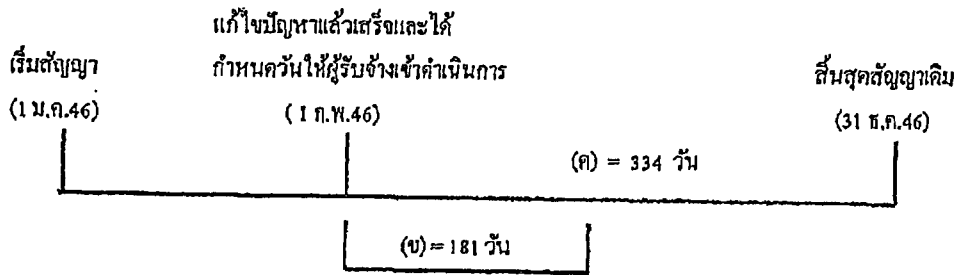 แก้ไขปัญหาแล้วเสร็จและได้
เริ่มสัญญา
กำหนดวันให้ผู้รับจ้างเข้าดำเนินการ
สิ้นสุดสัญญาเดิม
(1 ม.ค.46)
( 1 ก.พ.46)
(31 ธ.ค.46)
(ค) = 334 วัน
(ข) = 181 วัน